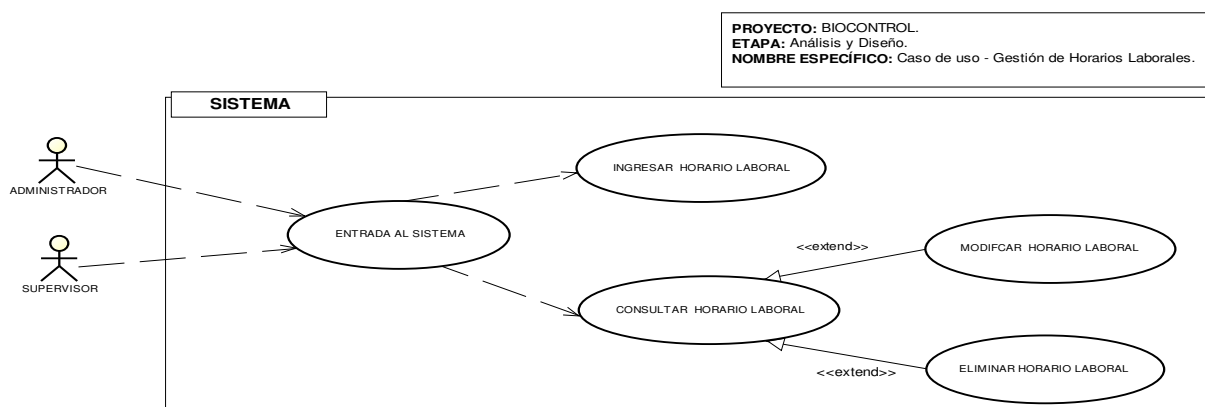 PROYECTO: BIOCONTROL.
ETAPA: Análisis y Diseño.
NOMBRE ESPECÍFICO: Caso de uso - Gestión de Horarios Laborales.
SISTEMA
ADMINISTRADOR
SUPERVISOR
ENTRADA AL SISTEMA
INGRESAR HORARIO LABORAL
CONSULTAR HORARIO LABORAL
<<extend>>
MODIFCAR HORARIO LABORAL
<<extend>>
ELIMINAR HORARIO LABORAL